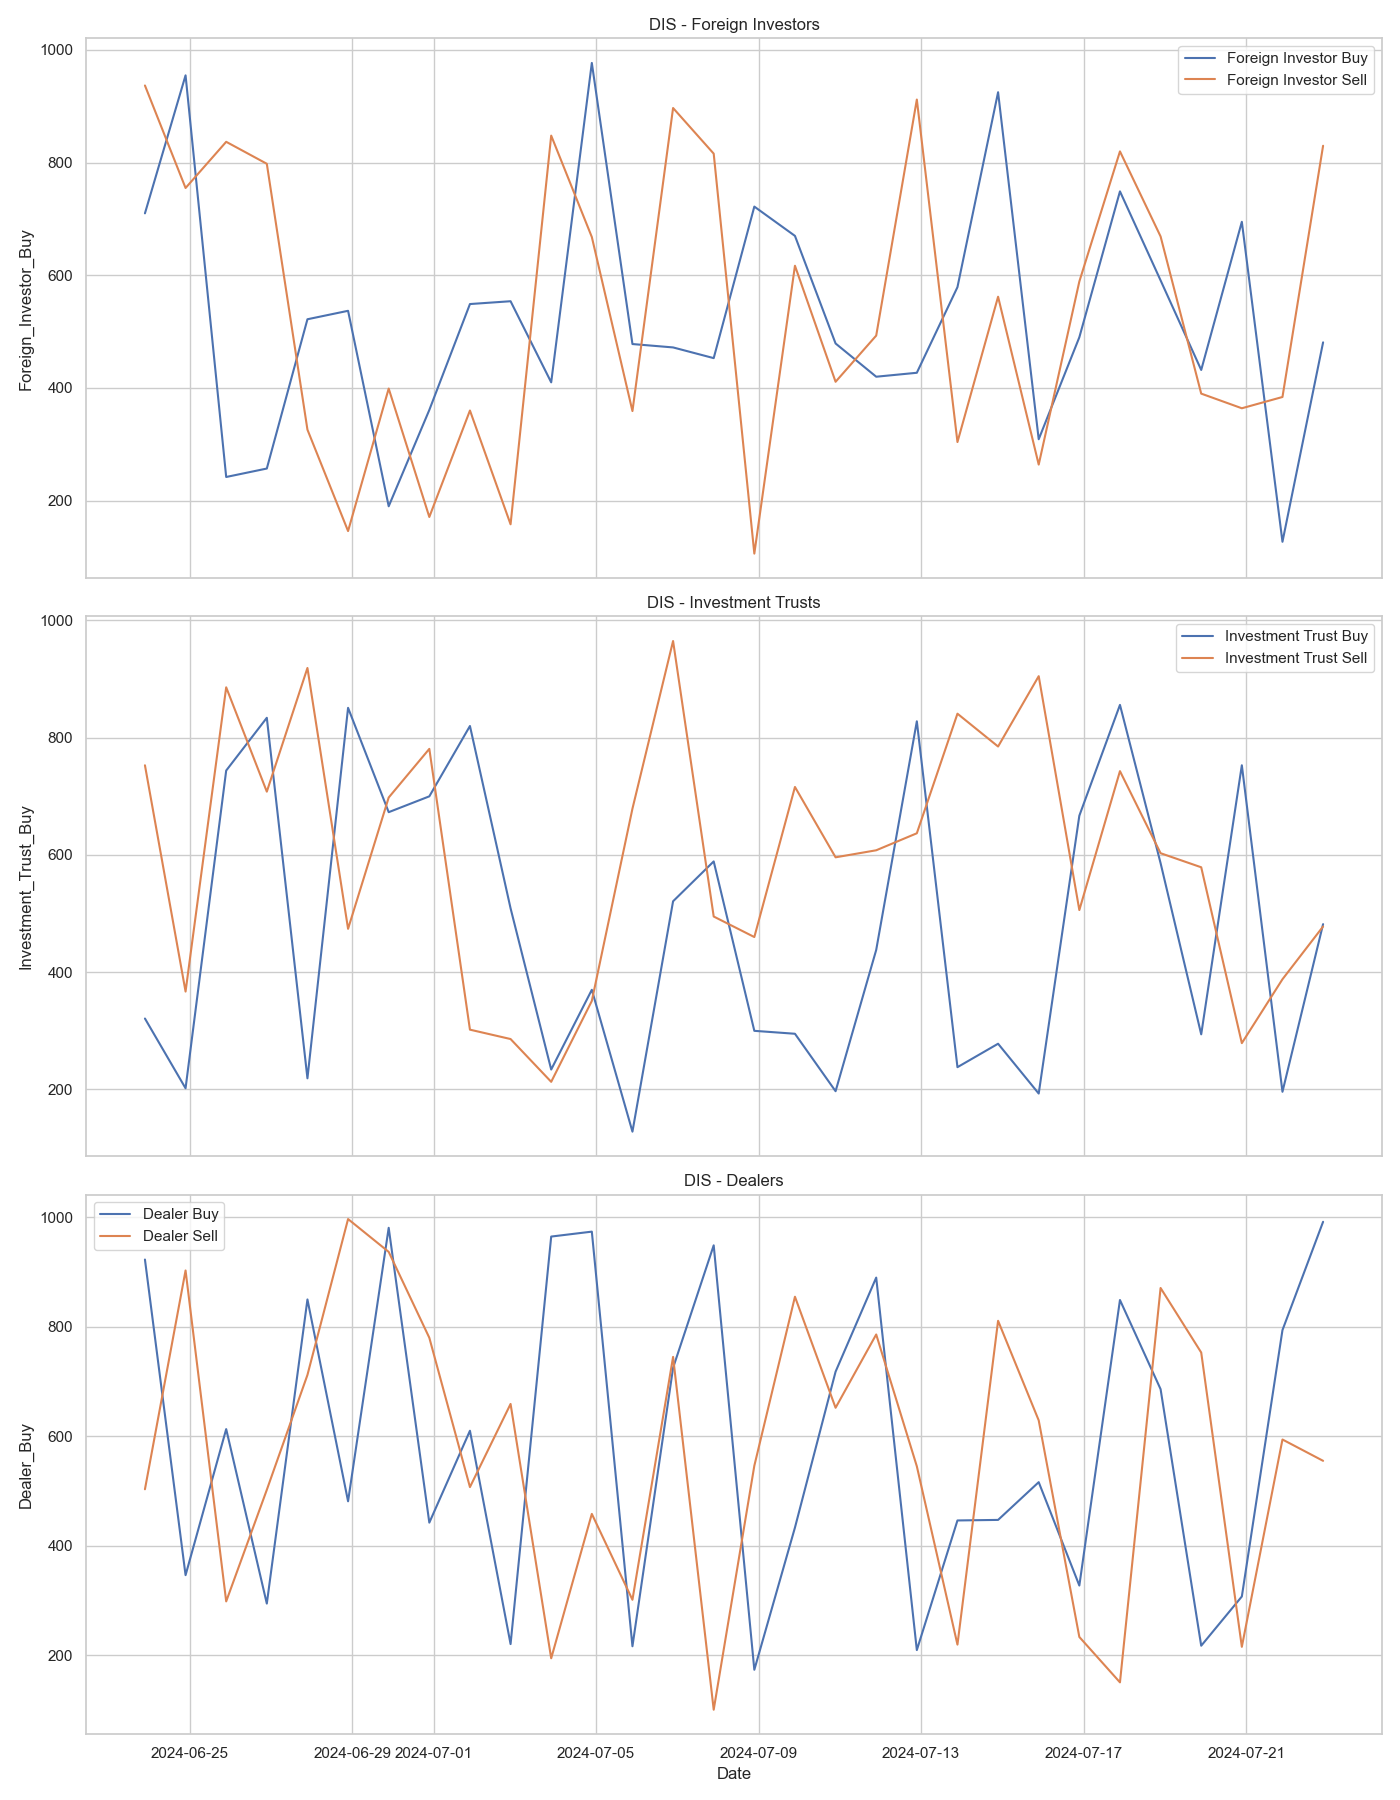 DIS - Foreign Investors
Foreign_Investor_Buy
1000
800
600
400
200
Foreign Investor Buy
Foreign Investor Sell
DIS - Investment Trusts
Investment_Trust_Buy
1000
800
600
400
200
Investment Trust Buy
Investment Trust Sell
DIS - Dealers
Dealer_Buy
1000
800
600
400
200
Dealer Buy
Dealer Sell
2024-06-25 2024-06-29 2024-07-01 2024-07-05 2024-07-09 2024-07-13 2024-07-17 2024-07-21
Date